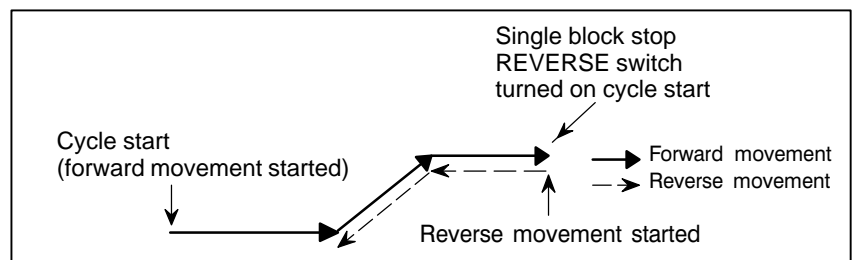 Single block stop
REVERSE switch
turned on cycle start
Cycle start
(forward movement started)
Forward movement
Reverse movement
Reverse movement started